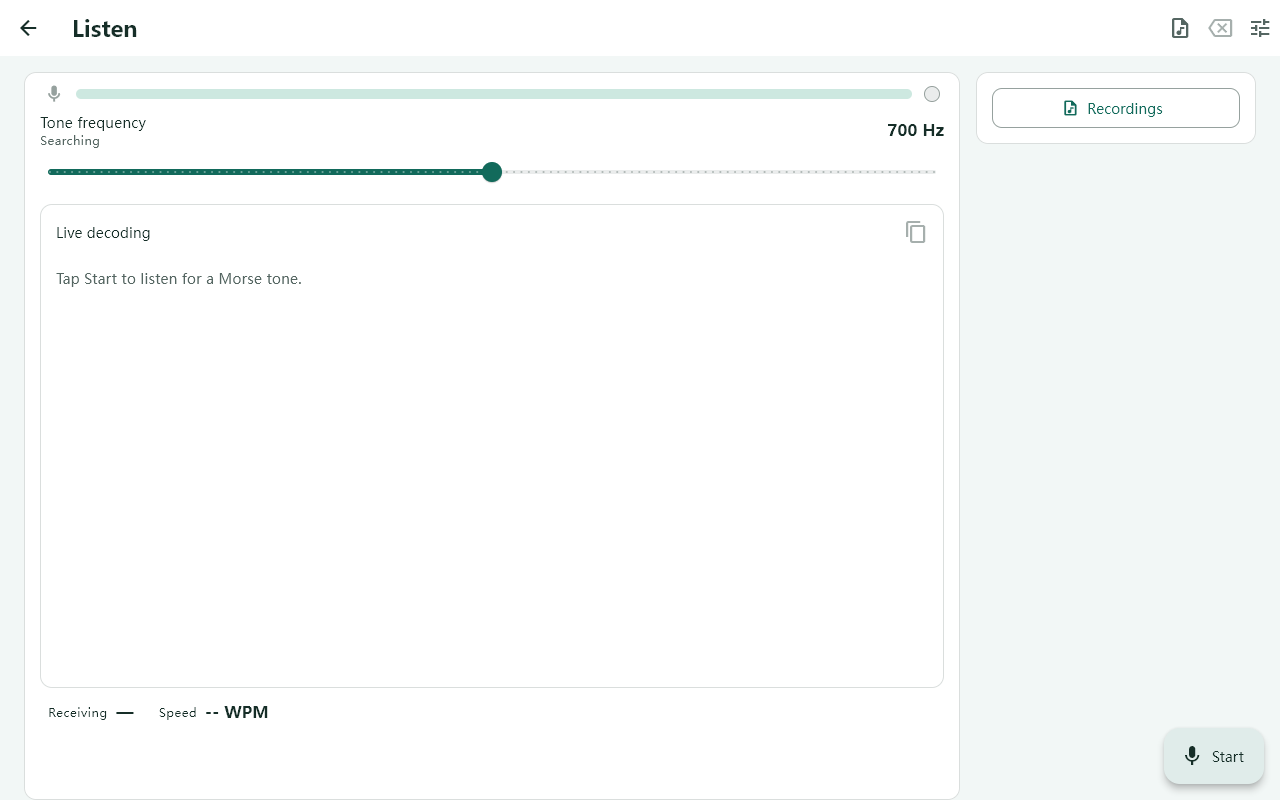 Listen
Recordings
Tone frequency
Searching
700 Hz
Live decoding
Tap Start to listen for a Morse tone.
Receiving — Speed -- WPM
Start